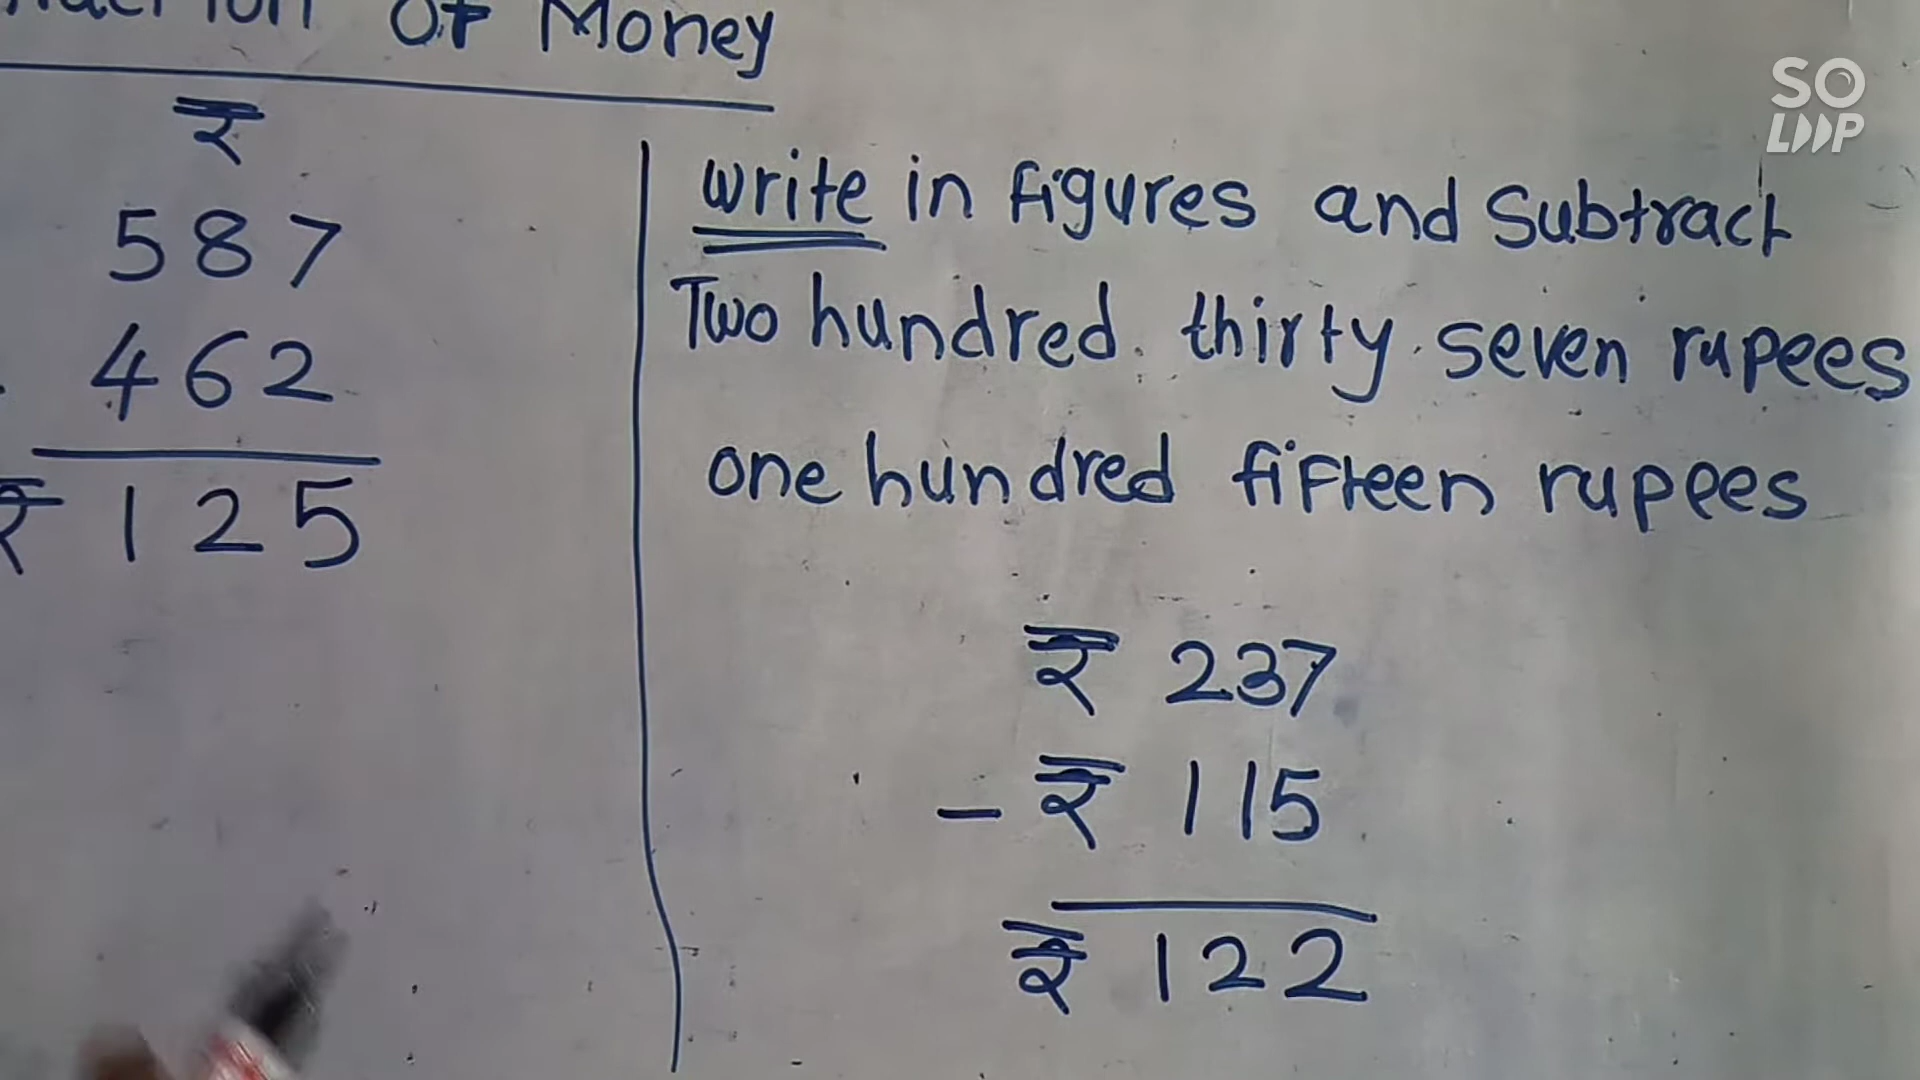 of Money
₹
587
462
₹ 125
write in figures and Subtract
Two hundred thirty seven rupees
one hundred fifteen rupees
₹ 237
- ₹ 115
₹ 122
SO
LOOP